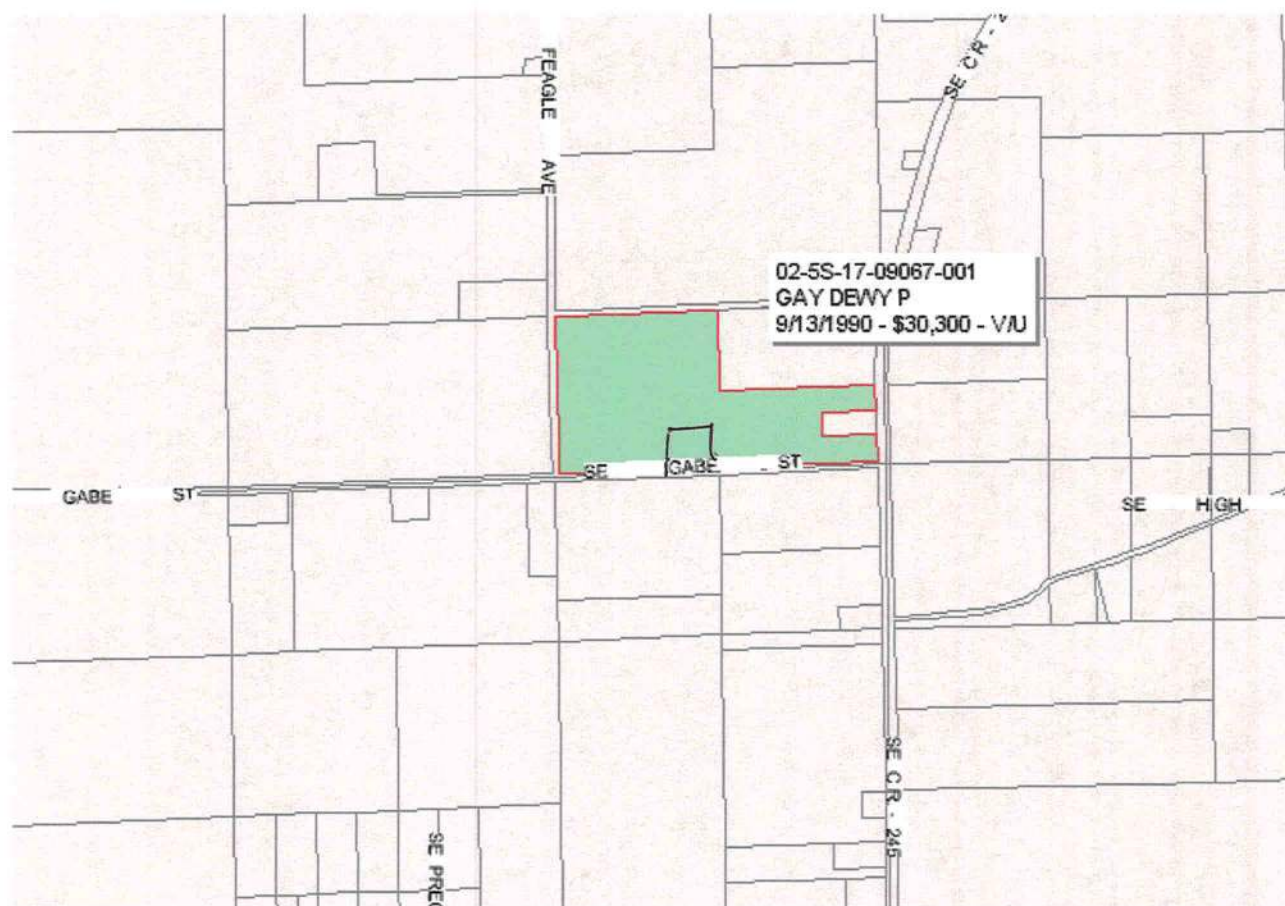 FEAGLE AVE
SE CR - 2
02-5S-17-09067-001
GAY DEWY P
9/13/1990 - $30,300 - V/U
SE GABE ST
GABE ST
SE HIGH
SE CR - 245
SE